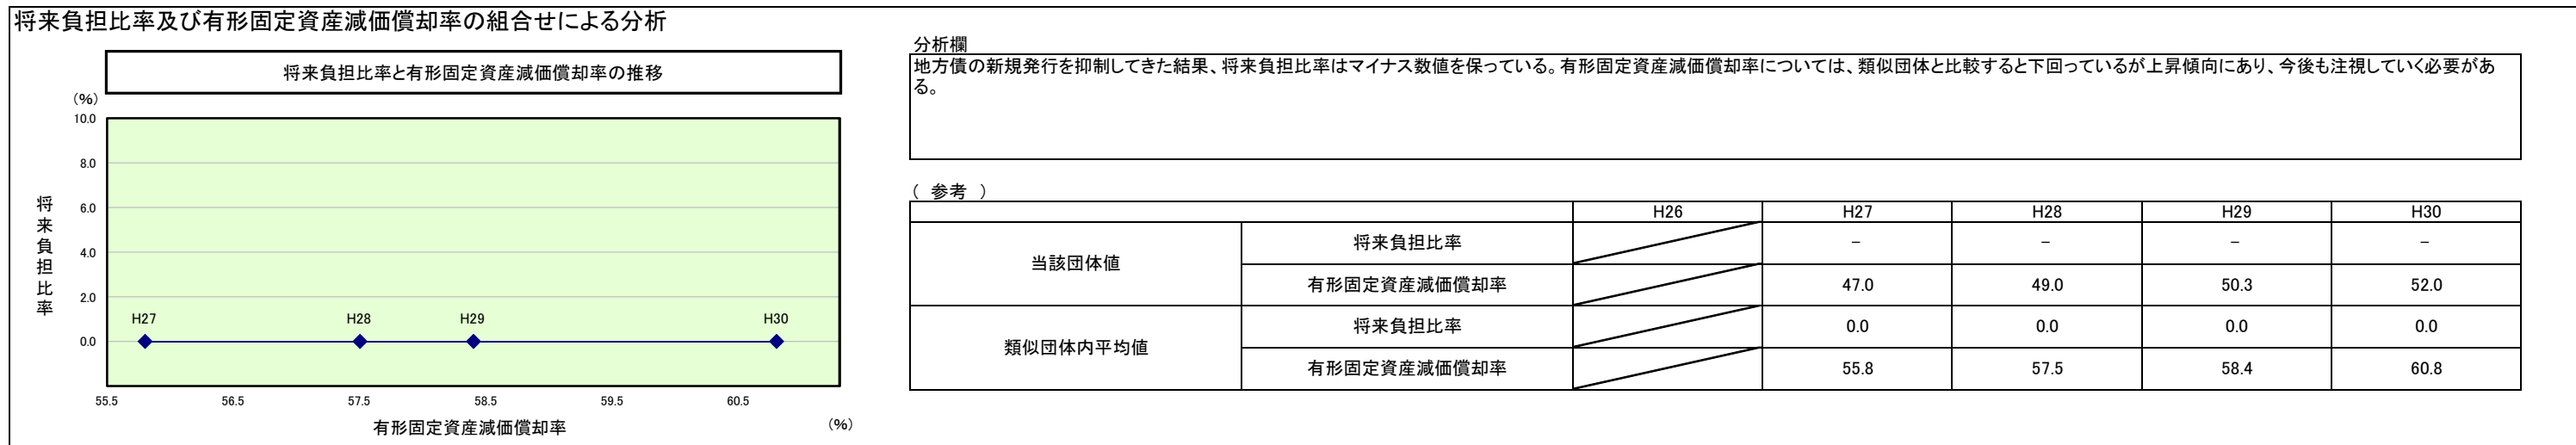 将来負担比率及び有形固定資産減価償却率の組合せによる分析
将来負担比率と有形固定資産減価償却率の推移
（%）
10.0
8.0
6.0
4.0
2.0
0.0
将来負担比率
H27 H28 H29 H30
55.5 56.5 57.5 58.5 59.5 60.5
有形固定資産減価償却率
（%）
分析欄
地方債の新規発行を抑制してきた結果、将来負担比率はマイナス数値を保っている。有形固定資産減価償却率については、類似団体と比較すると下回っているが上昇傾向にあり、今後も注視していく必要があ
る。
（ 参考 ）
H26 H27 H28 H29 H30
当該団体値
将来負担比率 － － － －
有形固定資産減価償却率 47.0 49.0 50.3 52.0
類似団体内平均値
将来負担比率 0.0 0.0 0.0 0.0
有形固定資産減価償却率 55.8 57.5 58.4 60.8